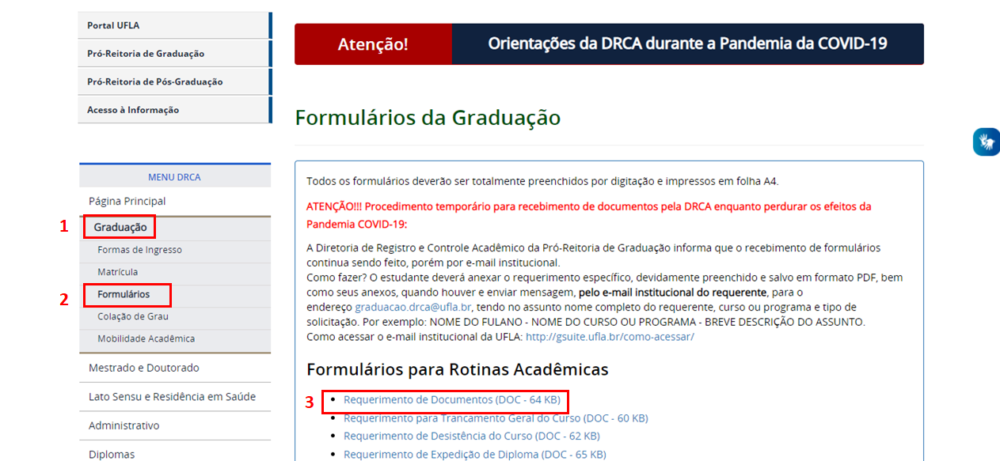 Portal UFLA
Pró-Reitoria de Graduação
Pró-Reitoria de Pós-Graduação
Acesso à Informação
MENU DRCA
Página Principal
1 Graduação
Formas de Ingresso
Matrícula
2 Formulários
Colação de Grau
Mobilidade Acadêmica
Mestrado e Doutorado
Lato Sensu e Residência em Saúde
Administrativo
Diplomas
Atenção! Orientações da DRCA durante a Pandemia da COVID-19
Formulários da Graduação
Todos os formulários deverão ser totalmente preenchidos por digitação e impressos em folha A4.
ATENÇÃO!!! Procedimento temporário para recebimento de documentos pela DRCA enquanto perdurar os efeitos da
Pandemia COVID-19:
A Diretoria de Registro e Controle Acadêmico da Pró-Reitoria de Graduação informa que o recebimento de formulários
continua sendo feito, porém por e-mail institucional.
Como fazer? O estudante deverá anexar o requerimento específico, devidamente preenchido e salvo em formato PDF, bem
como seus anexos, quando houver e enviar mensagem, pelo e-mail institucional do requerente, para o
endereço graduacao.drca@ufla.br, tendo no assunto nome completo do requerente, curso ou programa e tipo de
solicitação. Por exemplo: NOME DO FULANO - NOME DO CURSO OU PROGRAMA - BREVE DESCRIÇÃO DO ASSUNTO.
Como acessar o e-mail institucional da UFLA: http://gsuite.ufla.br/como-acessar/
Formulários para Rotinas Acadêmicas
3 • Requerimento de Documentos (DOC - 64 KB)
• Requerimento para Trancamento Geral do Curso (DOC - 60 KB)
• Requerimento de Desistência do Curso (DOC - 62 KB)
• Requerimento de Expedição de Diploma (DOC - 65 KB)